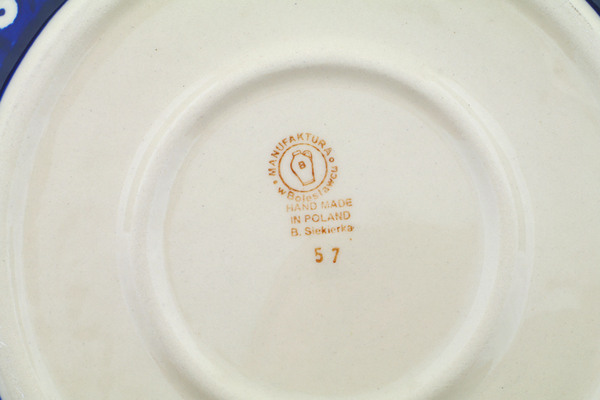 * MANUFAKTURA *
w Bolesławcu
B
HAND MADE
IN POLAND
B. Siekierka
57